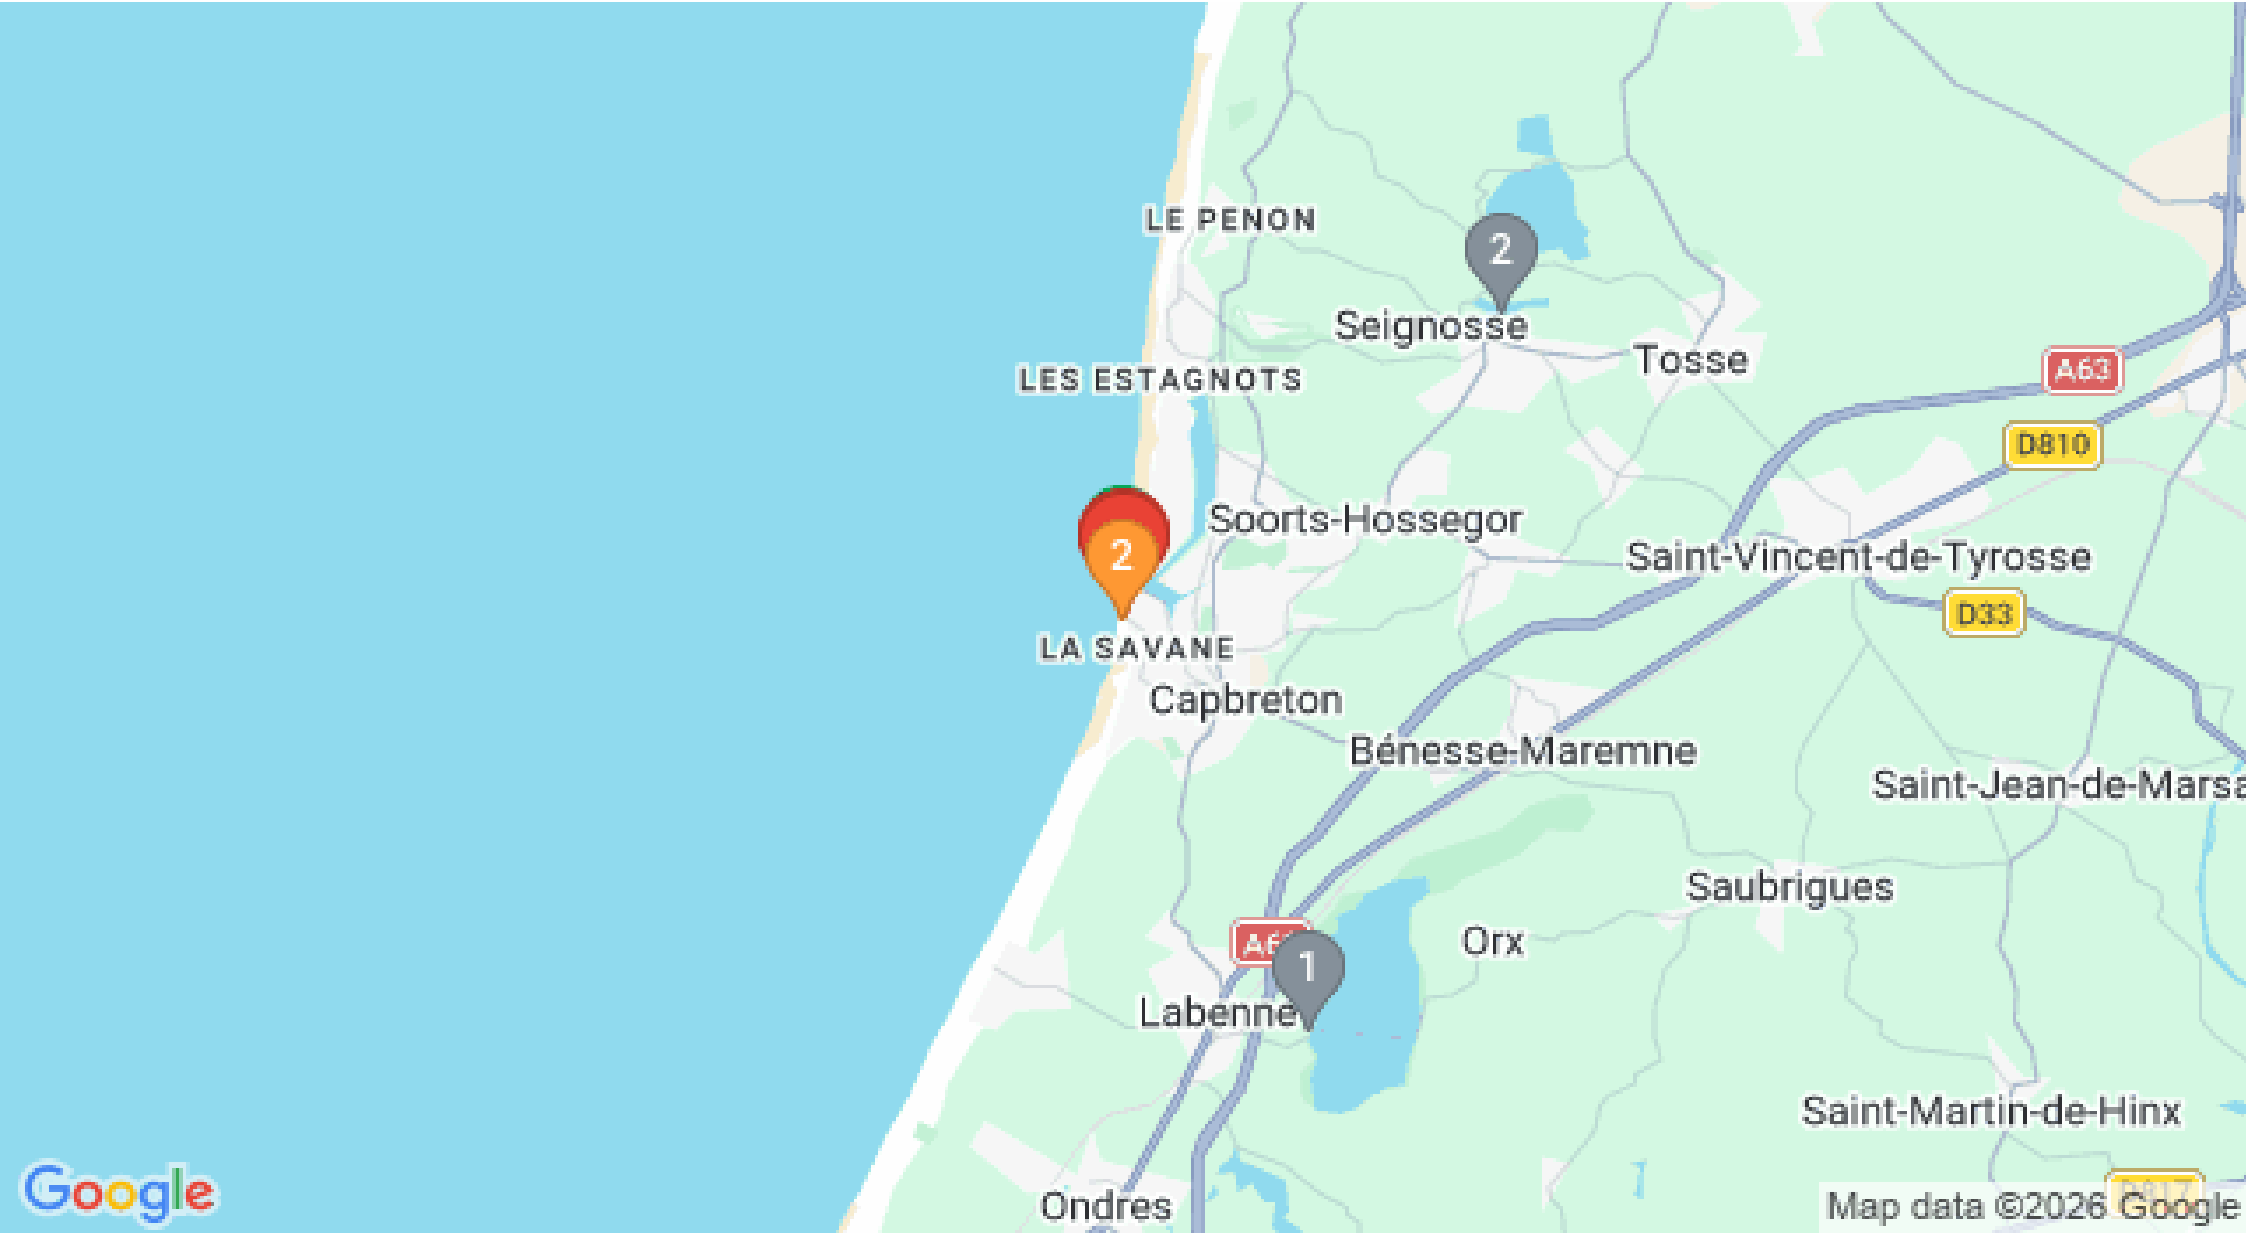 LE PENON
2
Seignosse
Tosse
LES ESTAGNOTS
A63
D810
Soorts-Hossegor
2
Saint-Vincent-de-Tyrosse
D33
LA SAVANE
Capbreton
Bénesse-Maremne
Saint-Jean-de-Marsa
Saubrigues
Orx
A6
1
Labenne
Saint-Martin-de-Hinx
D817
Google
Ondres
Map data ©2026 Google